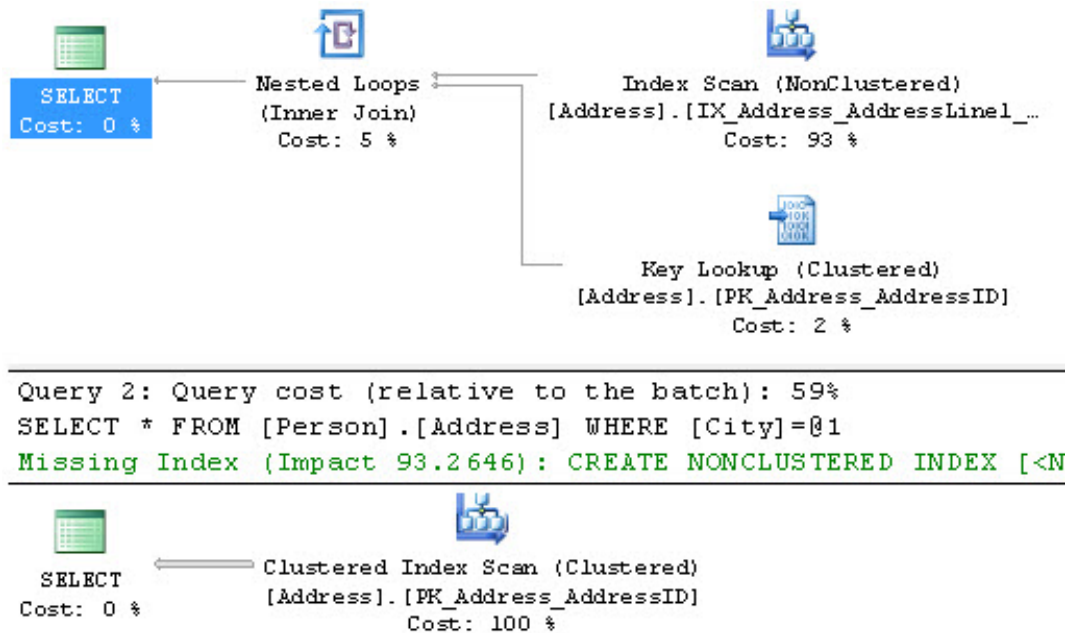 SELECT
Cost: 0 %
Nested Loops
(Inner Join)
Cost: 5 %
Index Scan (NonClustered)
[Address].[IX_Address_AddressLine1_…
Cost: 93 %
Key Lookup (Clustered)
[Address].[PK_Address_AddressID]
Cost: 2 %
Query 2: Query cost (relative to the batch): 59%
SELECT * FROM [Person].[Address] WHERE [City]=@1
Missing Index (Impact 93.2646): CREATE NONCLUSTERED INDEX [<N
SELECT
Cost: 0 %
Clustered Index Scan (Clustered)
[Address].[PK_Address_AddressID]
Cost: 100 %